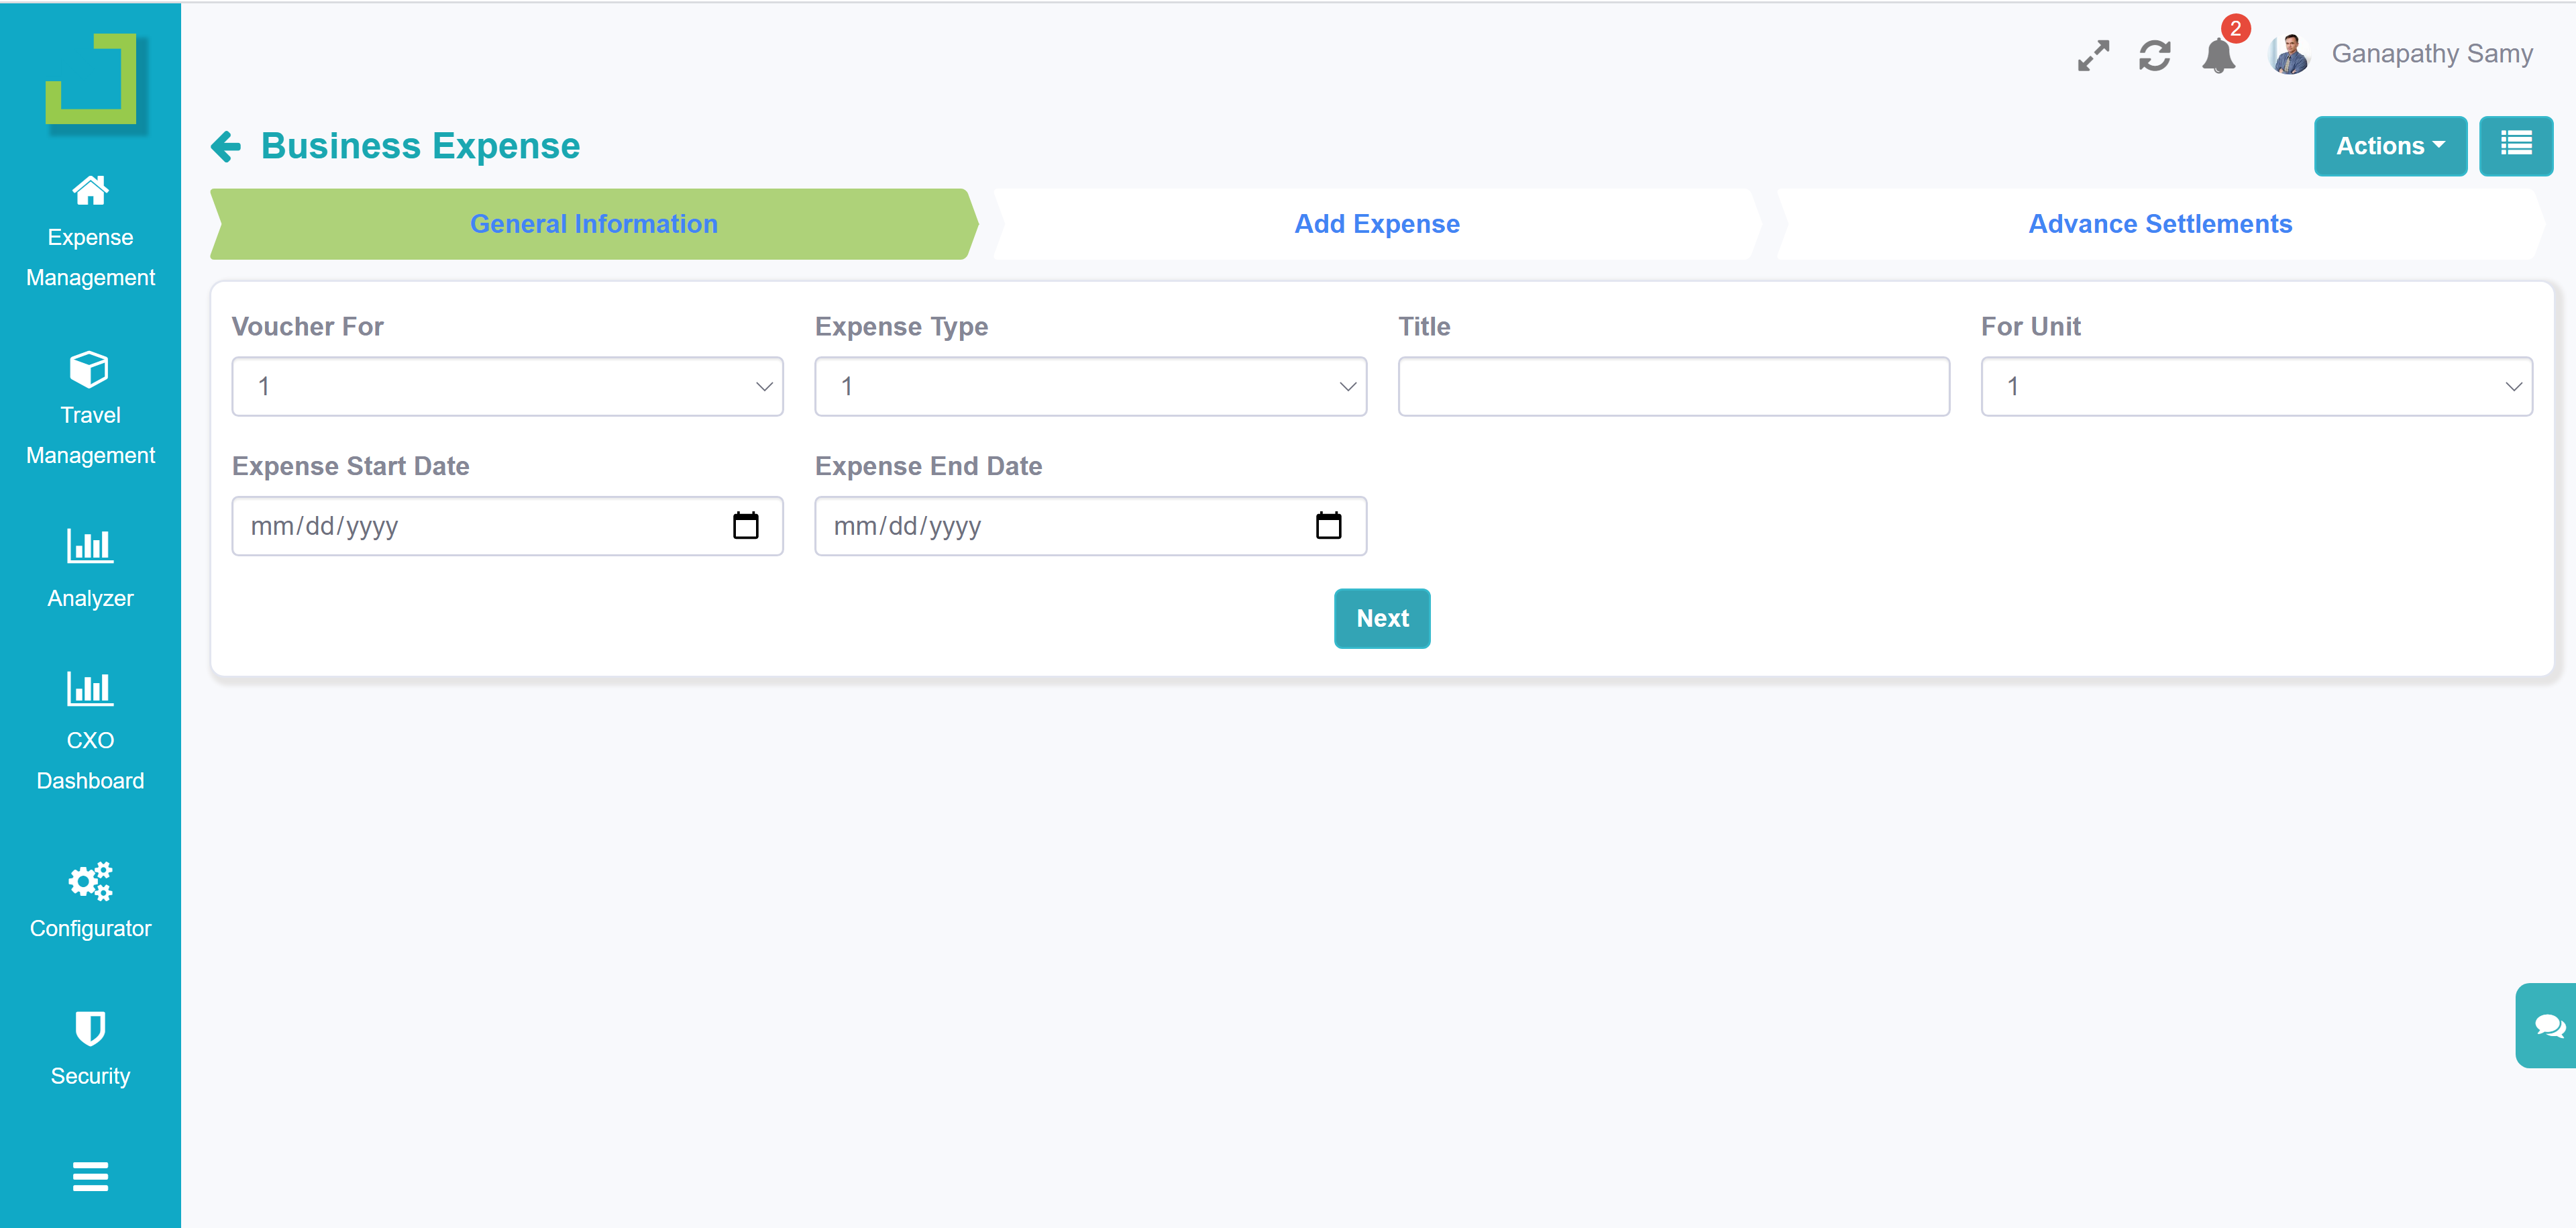 2
Ganapathy Samy
Business Expense
Actions
General Information
Add Expense
Advance Settlements
Voucher For
Expense Type
Title
For Unit
1
1
1
Expense Start Date
Expense End Date
mm/dd/yyyy
mm/dd/yyyy
Next
Expense
Management
Travel
Management
Analyzer
CXO
Dashboard
Configurator
Security